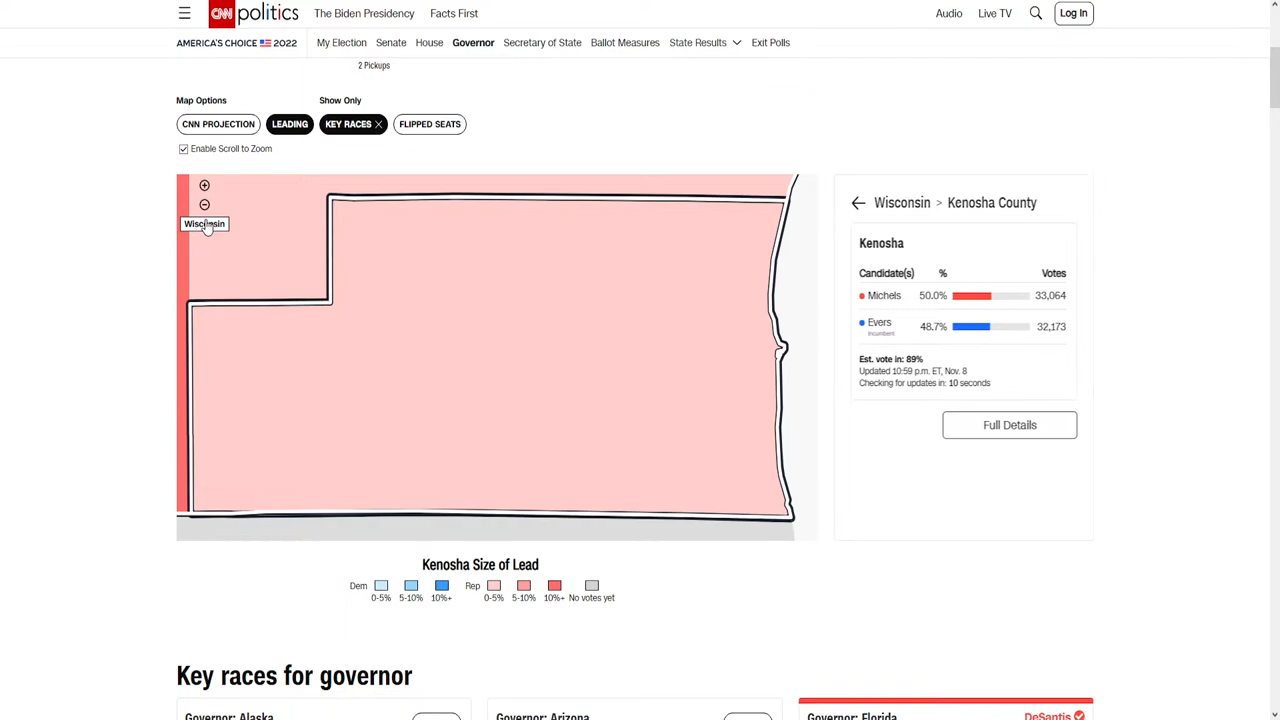 CNN politics The Biden Presidency Facts First Audio Live TV Log In
AMERICA'S CHOICE 2022 My Election Senate House Governor Secretary of State Ballot Measures State Results Exit Polls
2 Pickups
Map Options Show Only
CNN PROJECTION LEADING KEY RACES FLIPPED SEATS
Enable Scroll to Zoom
Wisconsin
Wisconsin > Kenosha County
Kenosha
Candidate(s) % Votes
Michels 50.0% 33,064
Evers 48.7% 32,173
Incumbent
Est. vote in: 89%
Updated 10:59 p.m. ET, Nov. 8
Checking for updates in: 10 seconds
Full Details
Kenosha Size of Lead
Dem Rep
0-5% 5-10% 10%+ 0-5% 5-10% 10%+ No votes yet
Key races for governor
Governor: Alaska Governor: Arizona Governor: Florida DeSantis